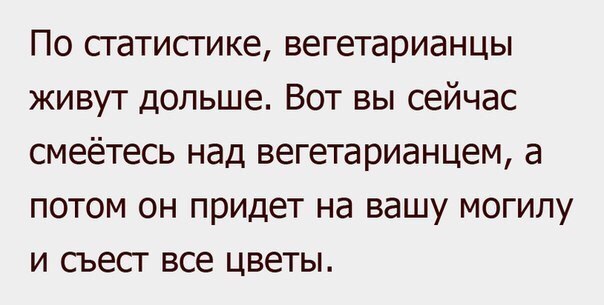 По статистике, вегетарианцы
живут дольше. Вот вы сейчас
смеётесь над вегетарианцем, а
потом он придет на вашу могилу
и съест все цветы.